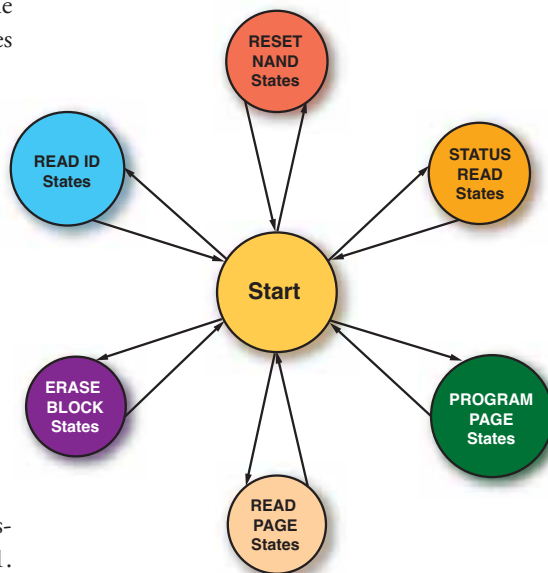 RESET
NAND
States
READ ID
States
STATUS
READ
States
Start
ERASE
BLOCK
States
PROGRAM
PAGE
States
READ
PAGE
States
s-